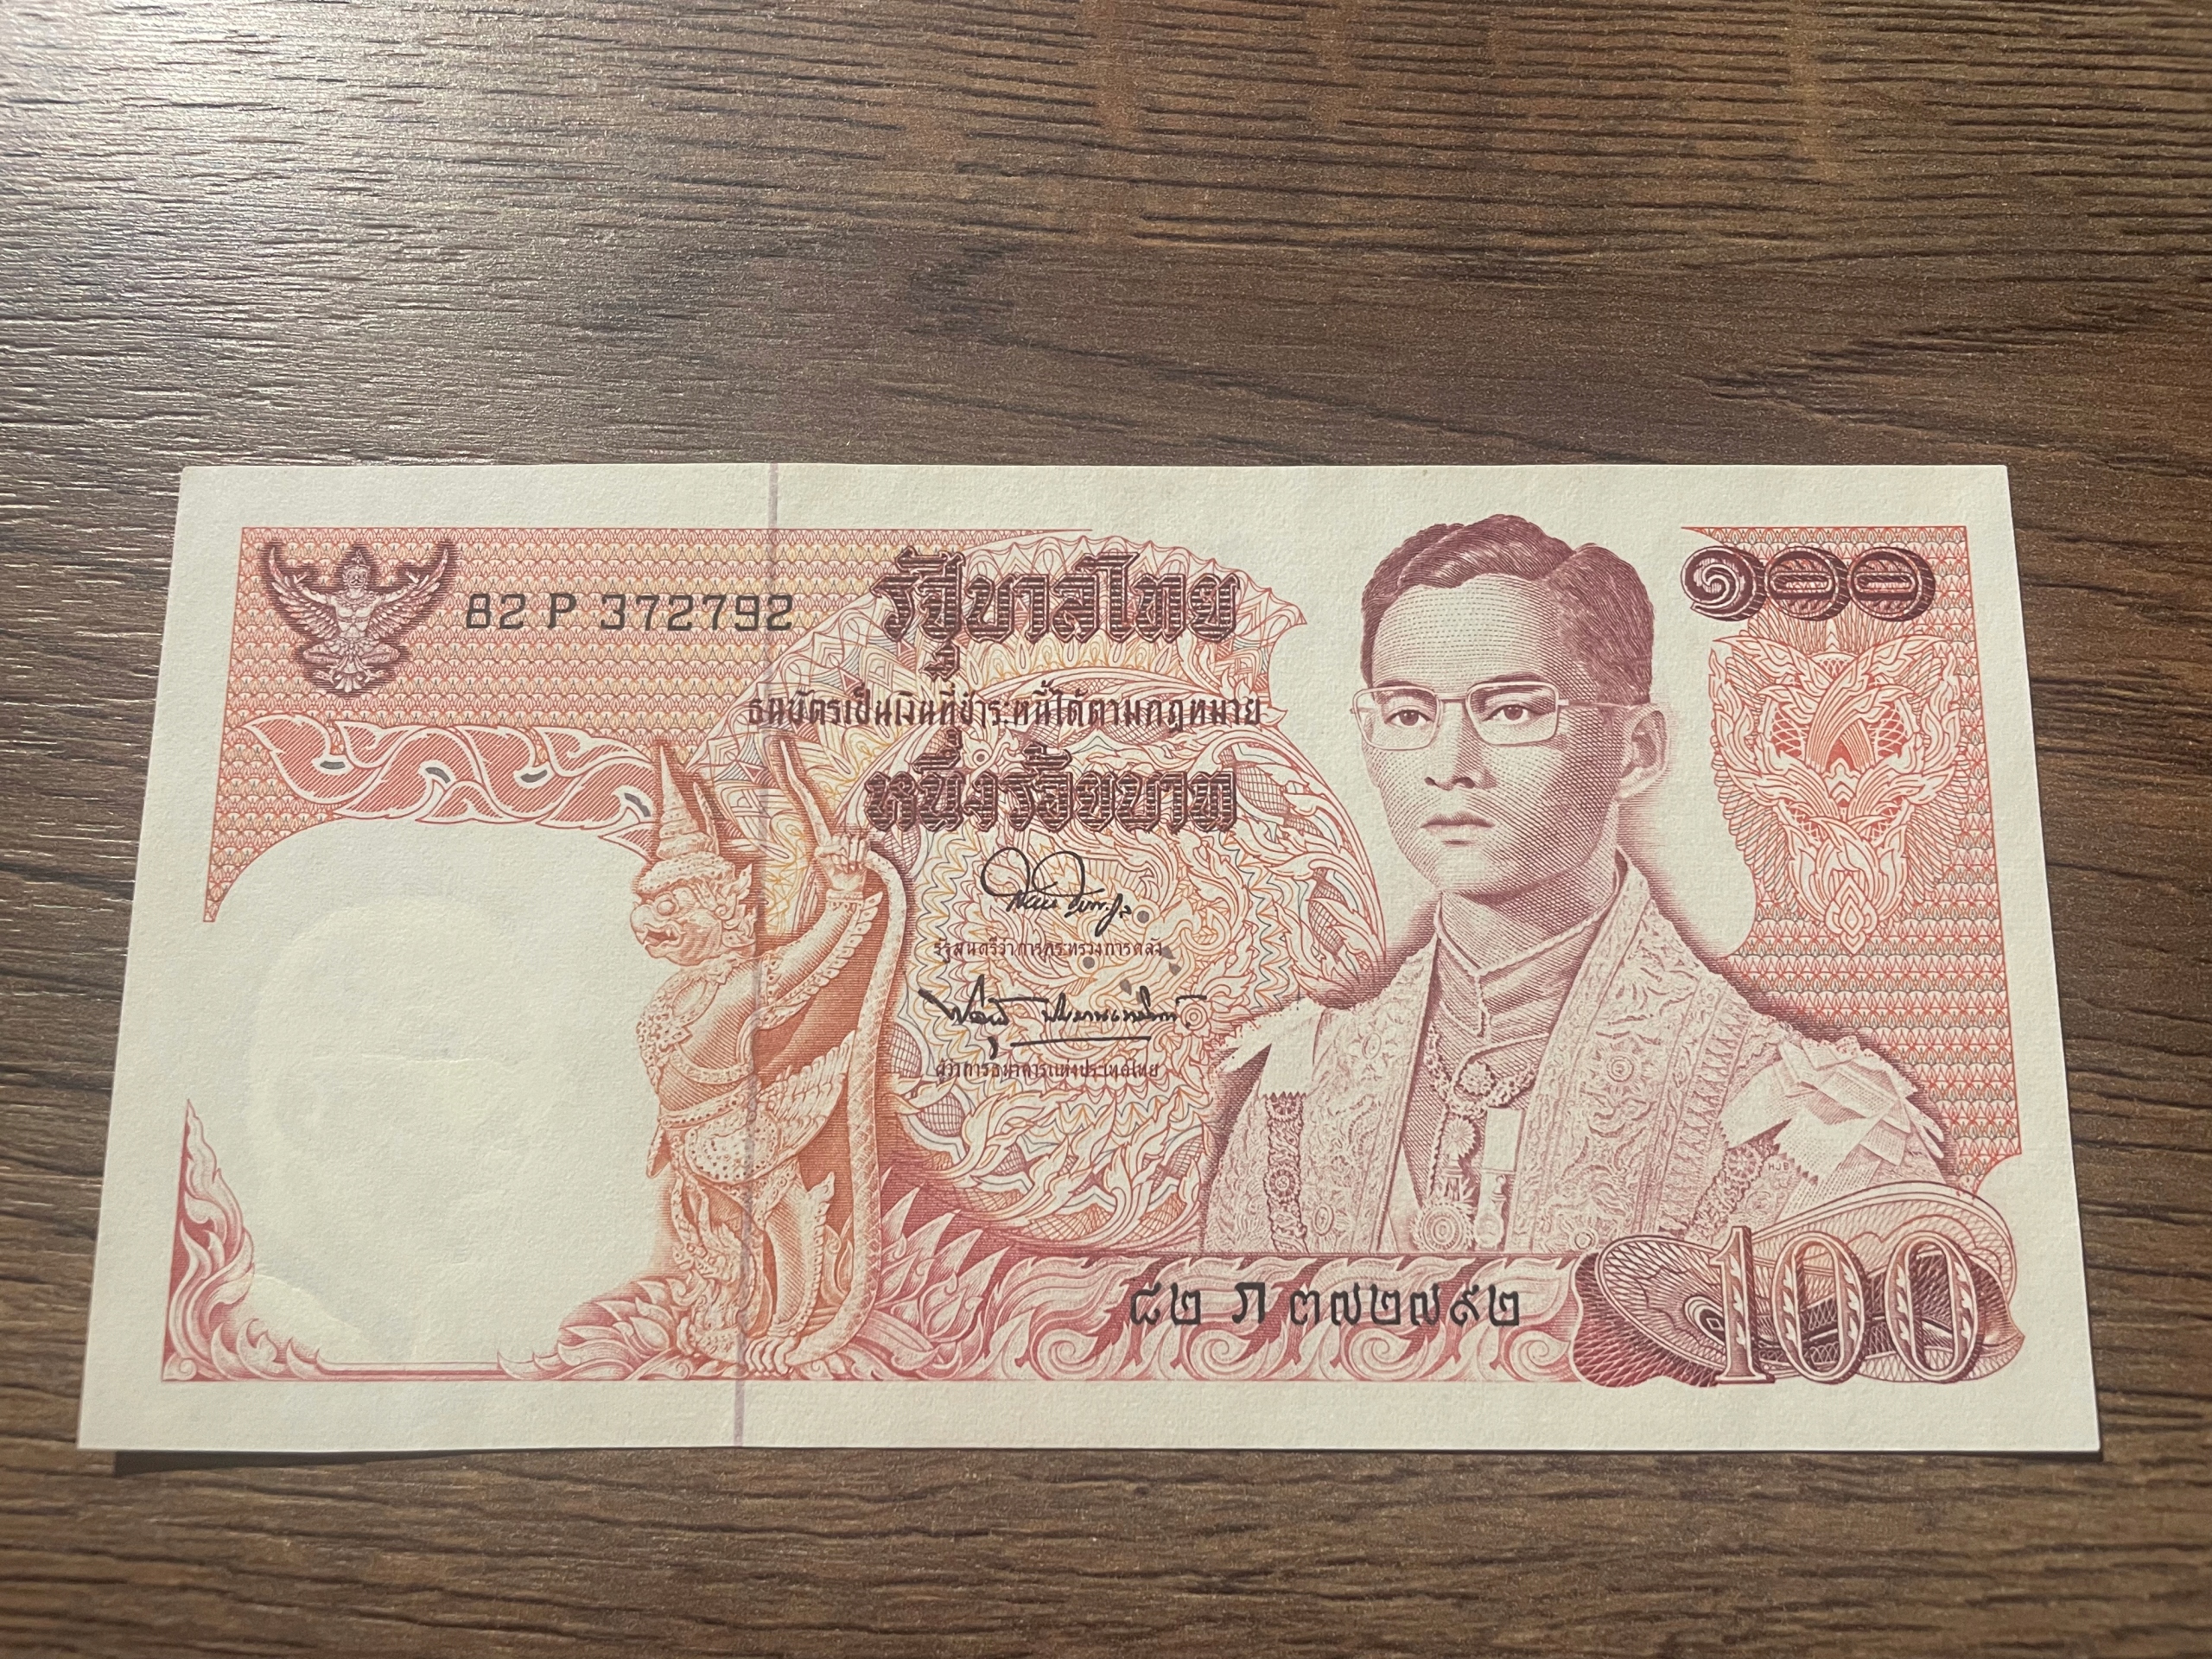 82 P 372792
รัฐบาลไทย
๑๐๐
ธนบัตรเป็นเงินที่ชำระหนี้ได้ตามกฎหมาย
หนึ่งร้อยบาท
รัฐมนตรีว่าการกระทรวงการคลัง
ผู้ว่าการธนาคารแห่งประเทศไทย
HJB
๘๒ ภ ๓๗๒๗๙๒
100